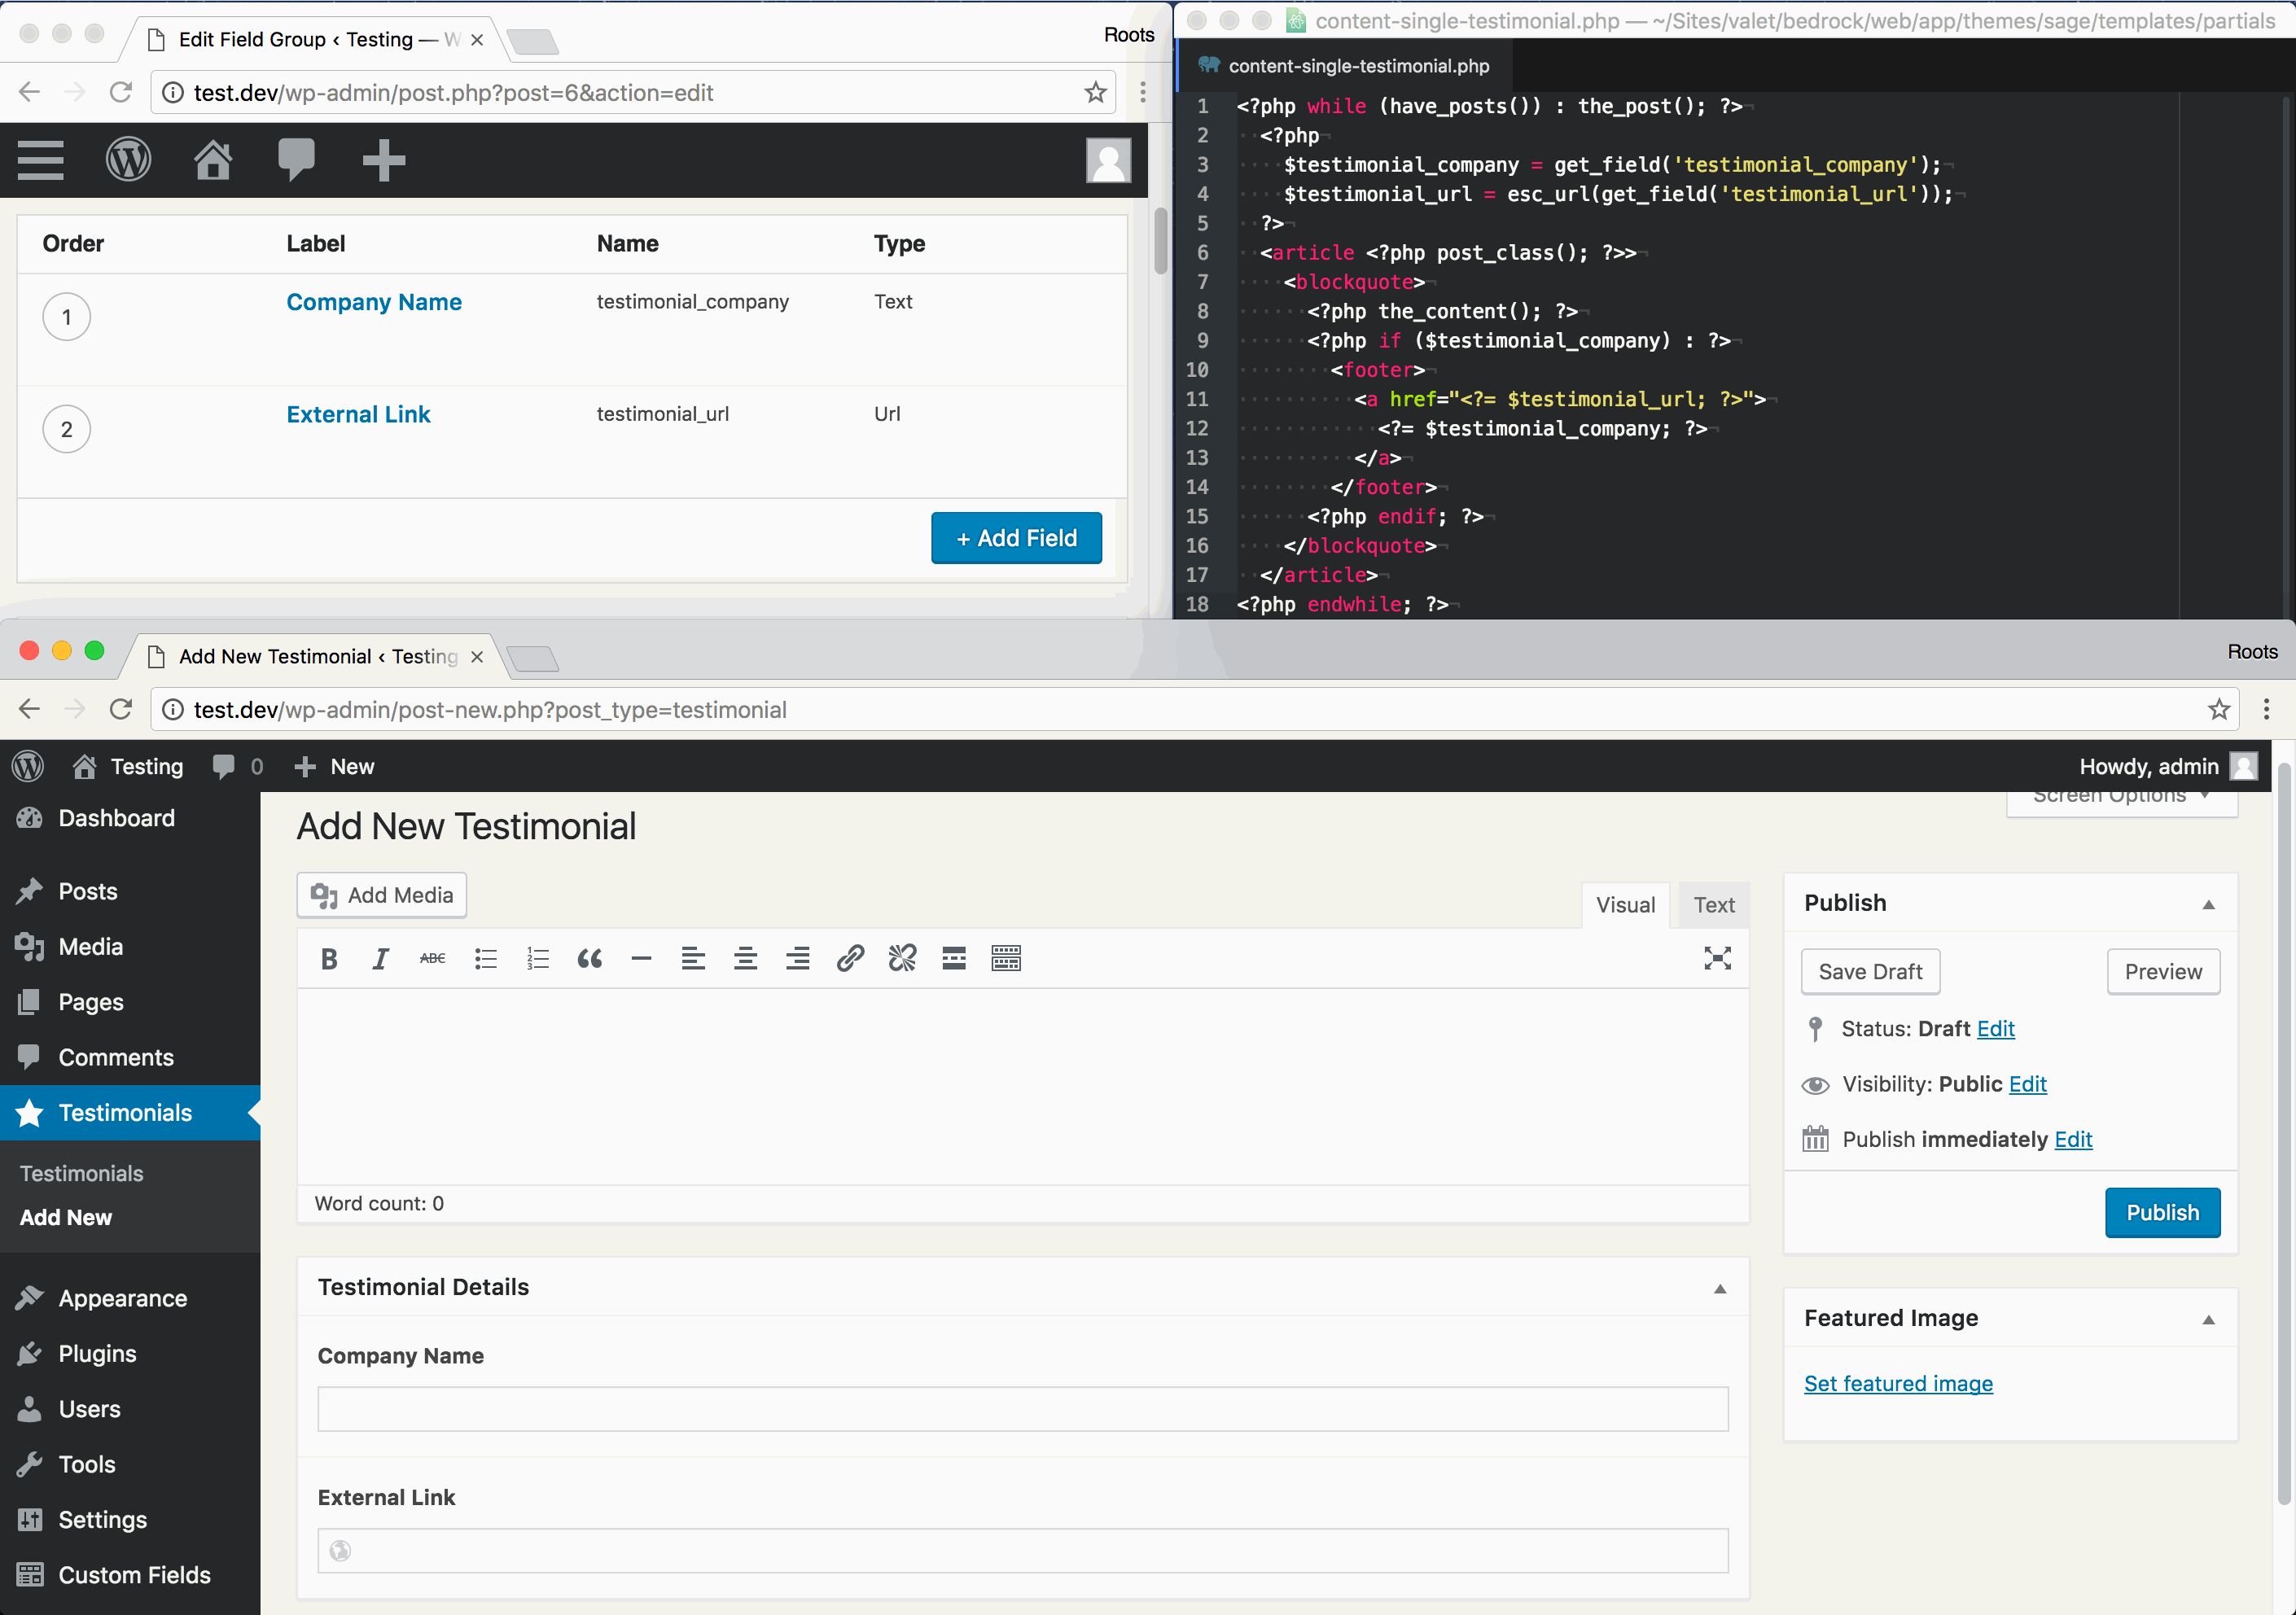 Edit Field Group ‹ Testing — W
Roots
test.dev/wp-admin/post.php?post=6&action=edit
Order Label Name Type
1 Company Name testimonial_company Text
2 External Link testimonial_url Url
+ Add Field
content-single-testimonial.php — ~/Sites/valet/bedrock/web/app/themes/sage/templates/partials
content-single-testimonial.php
1 <?php while (have_posts()) : the_post(); ?>
2   <?php
3     $testimonial_company = get_field('testimonial_company');
4     $testimonial_url = esc_url(get_field('testimonial_url'));
5   ?>
6   <article <?php post_class(); ?>>
7     <blockquote>
8       <?php the_content(); ?>
9       <?php if ($testimonial_company) : ?>
10         <footer>
11           <a href="<?= $testimonial_url; ?>">
12             <?= $testimonial_company; ?>
13           </a>
14         </footer>
15       <?php endif; ?>
16     </blockquote>
17   </article>
18 <?php endwhile; ?>
Add New Testimonial ‹ Testing
Roots
test.dev/wp-admin/post-new.php?post_type=testimonial
Testing 0 New Howdy, admin
Dashboard
Posts
Media
Pages
Comments
Testimonials
Testimonials
Add New
Appearance
Plugins
Users
Tools
Settings
Custom Fields
Screen Options
Add New Testimonial
Add Media
Visual Text
B I ABC
Word count: 0
Testimonial Details
Company Name
External Link
Publish
Save Draft Preview
Status: Draft Edit
Visibility: Public Edit
Publish immediately Edit
Publish
Featured Image
Set featured image